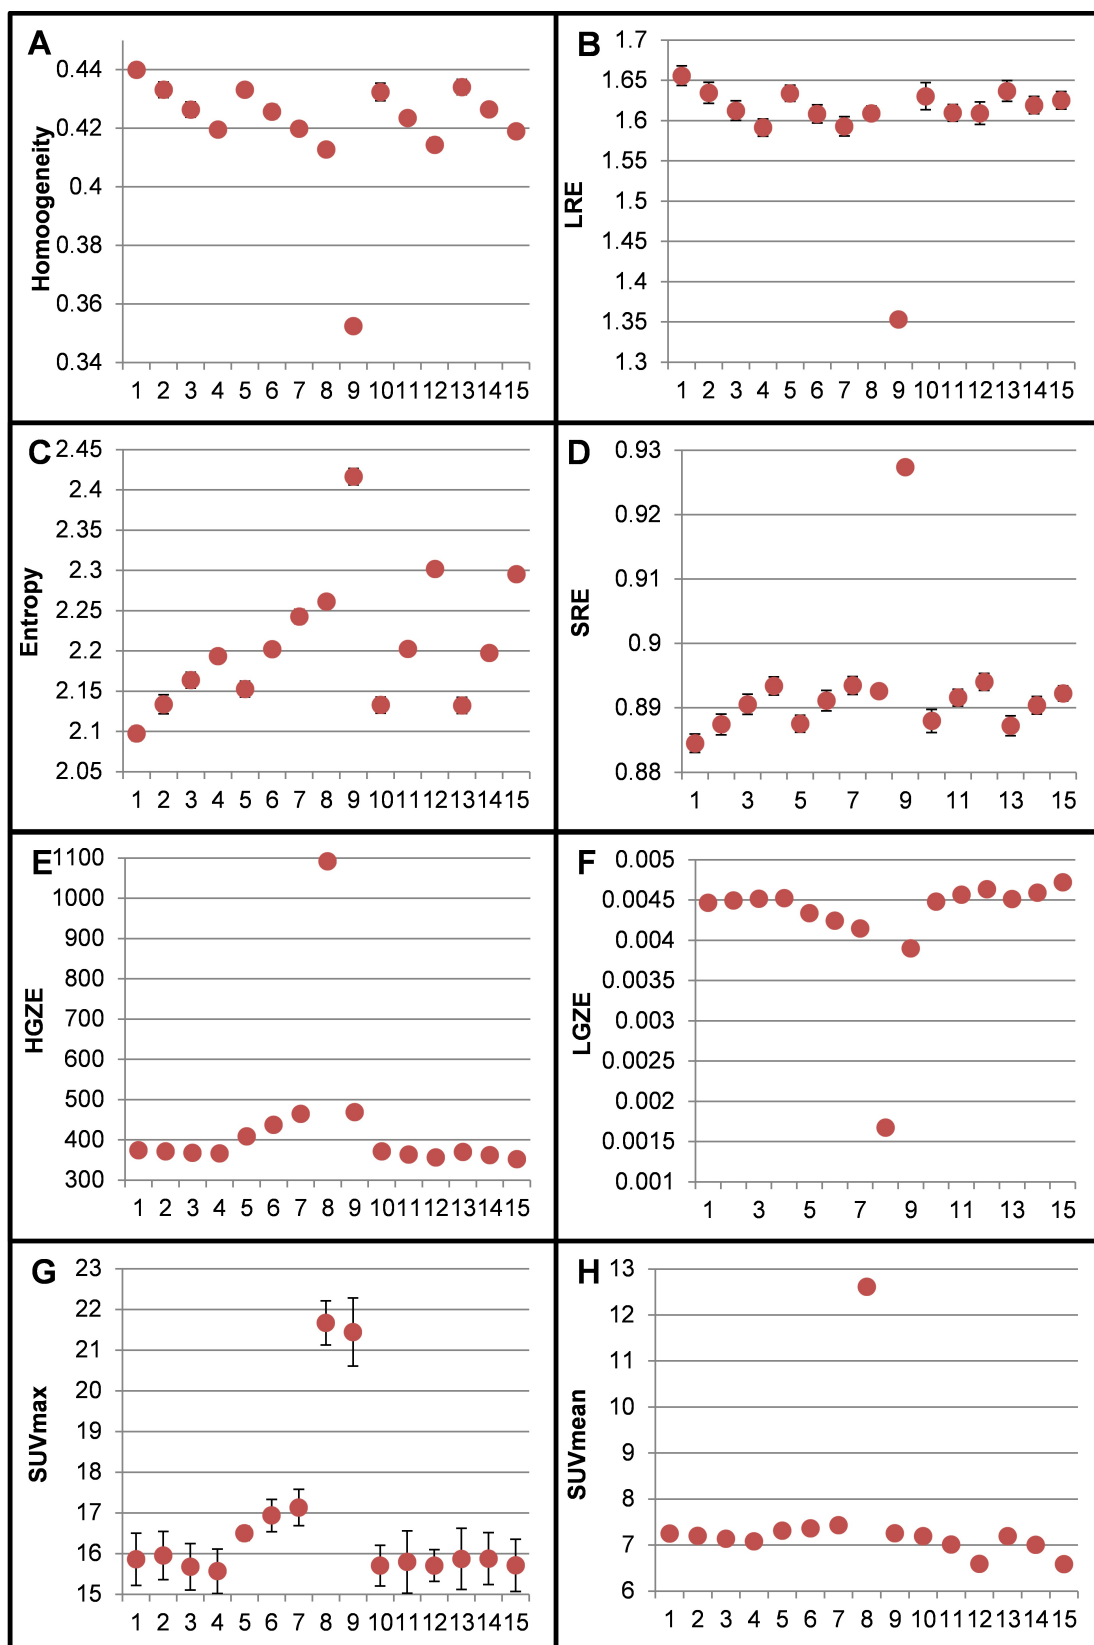 A
0.44
0.42
0.4
0.38
0.36
0.34
Homoogeneity
1 2 3 4 5 6 7 8 9 10 11 12 13 14 15
B
1.7
1.65
1.6
1.55
1.5
1.45
1.4
1.35
1.3
LRE
1 2 3 4 5 6 7 8 9 10 11 12 13 14 15
C
2.45
2.4
2.35
2.3
2.25
2.2
2.15
2.1
2.05
Entropy
1 2 3 4 5 6 7 8 9 10 11 12 13 14 15
D
0.93
0.92
0.91
0.9
0.89
0.88
SRE
1 3 5 7 9 11 13 15
E
1100
1000
900
800
700
600
500
400
300
HGZE
1 2 3 4 5 6 7 8 9 10 11 12 13 14 15
F
0.005
0.0045
0.004
0.0035
0.003
0.0025
0.002
0.0015
0.001
LGZE
1 3 5 7 9 11 13 15
G
23
22
21
20
19
18
17
16
15
SUVmax
1 2 3 4 5 6 7 8 9 10 11 12 13 14 15
H
13
12
11
10
9
8
7
6
SUVmean
1 2 3 4 5 6 7 8 9 10 11 12 13 14 15